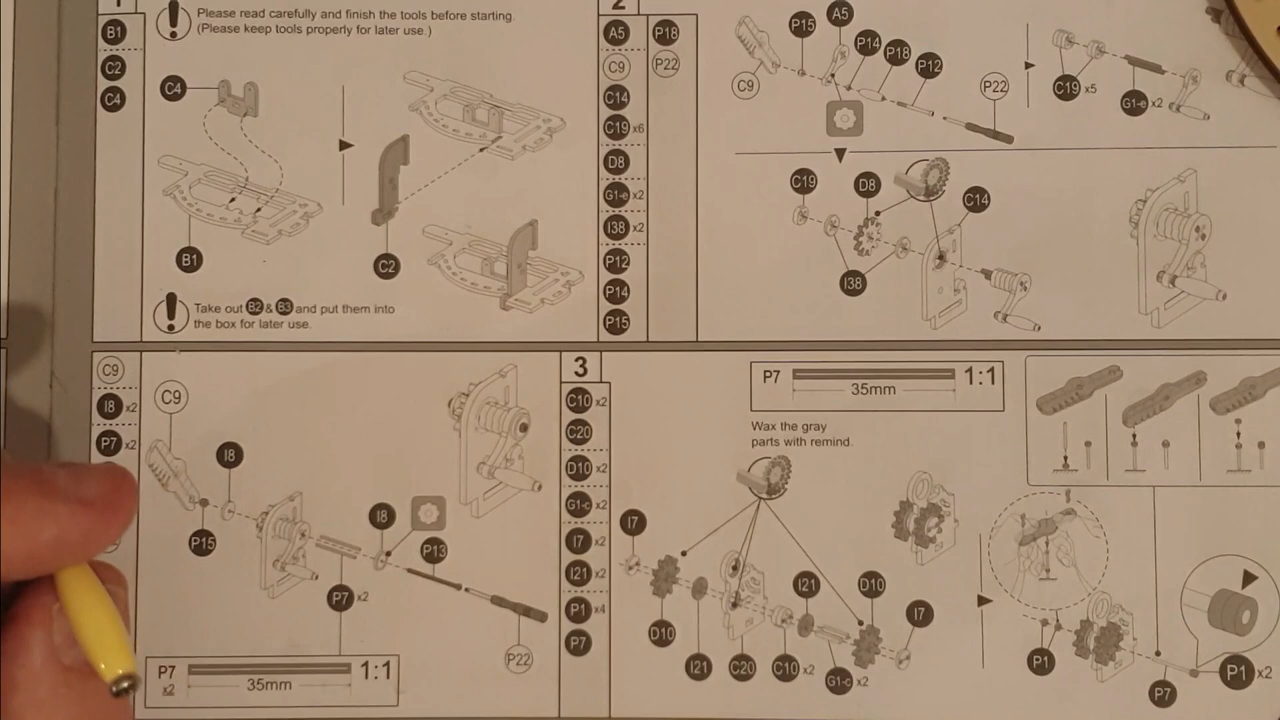 1
B1
C2
C4
Please read carefully and finish the tools before starting.
(Please keep tools properly for later use.)
C4
B1
C2
Take out B2 & B3 and put them into
the box for later use.
2
A5
C9
C14
C19 x6
D8
G1-e x2
I38 x2
P12
P14
P15
P18
P22
C9
P15
A5
P14
P18
P12
P22
C19 x5
G1-e x2
C19
D8
C14
I38
C9
I8 x2
P7 x2
C9
I8
P15
I8
P13
P7 x2
P22
P7
x2
35mm
1:1
3
C10 x2
C20
D10 x2
G1-c x2
I7 x2
I21 x2
P1 x4
P7
P7
35mm
1:1
Wax the gray
parts with remind.
I7
D10
I21
C20
C10 x2
I21
G1-c x2
D10
I7
P1
P7
P1 x2